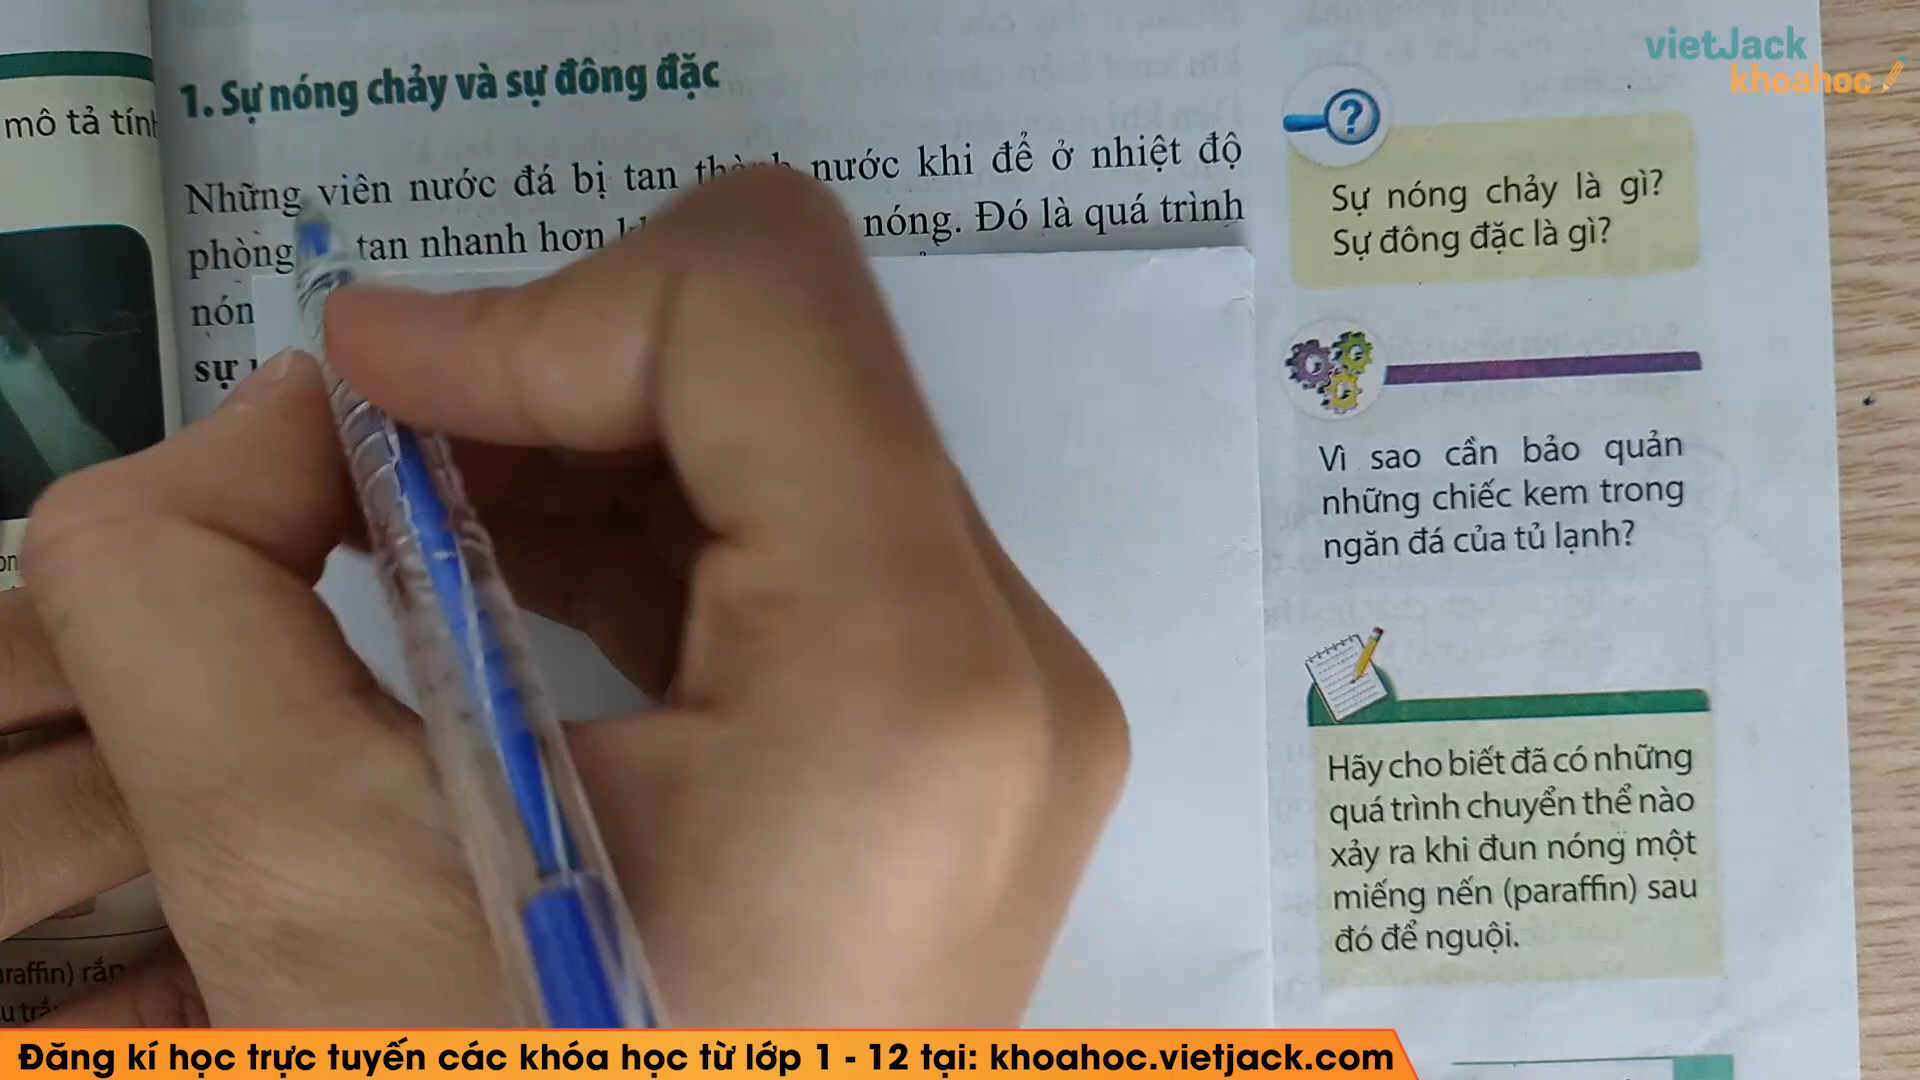 mô tả
1. Sự nóng chảy và sự đông đặc
Những viên nước đá bị tan thành nước khi để ở nhiệt độ
phòng tan nhanh hơn nóng. Đó là quá trình
sự
Sự nóng chảy là gì?
Sự đông đặc là gì?
Vì sao cần bảo quản
những chiếc kem trong
ngăn đá của tủ lạnh?
Hãy cho biết đã có những
quá trình chuyển thể nào
xảy ra khi đun nóng một
miếng nến (paraffin) sau
đó để nguội.
vietJack
khoahoc
Đăng kí học trực tuyến các khóa học từ lớp 1 - 12 tại: khoahoc.vietjack.com